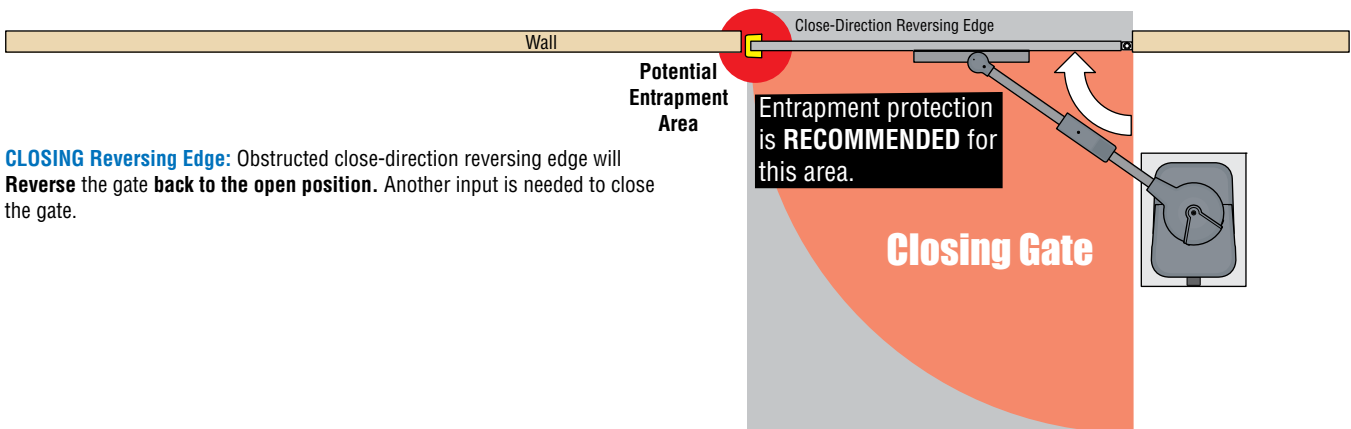 Close-Direction Reversing Edge
Wall
Potential
Entrapment
Area
Entrapment protection
is RECOMMENDED for
this area.
CLOSING Reversing Edge: Obstructed close-direction reversing edge will
Reverse the gate back to the open position. Another input is needed to close
the gate.
Closing Gate